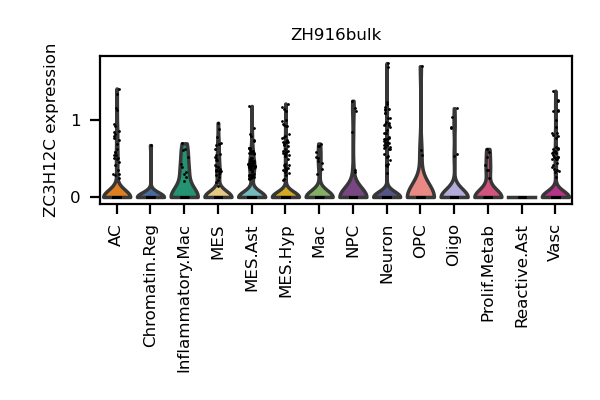 ZH916bulk
ZC3H12C expression
1
0
AC
Chromatin.Reg
Inflammatory.Mac
MES
MES.Ast
MES.Hyp
Mac
NPC
Neuron
OPC
Oligo
Prolif.Metab
Reactive.Ast
Vasc